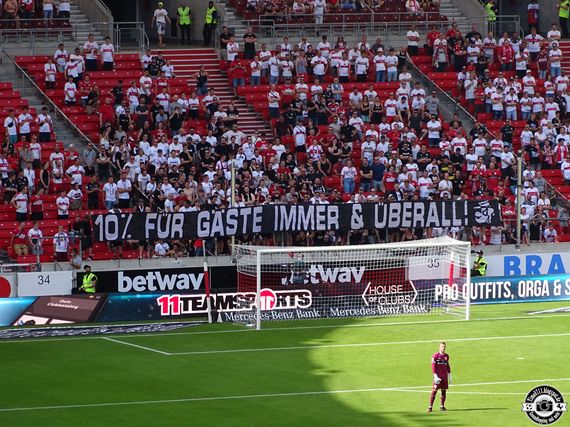 10% FÜR GÄSTE IMMER & ÜBERALL!
34
35
betway
betway
BRA
11TEAMSPORTS
HOUSE OF
CLUBS
PRO OUTFITS, ORGA & S
Mercedes-Benz Bank
Mercedes-Benz Bank